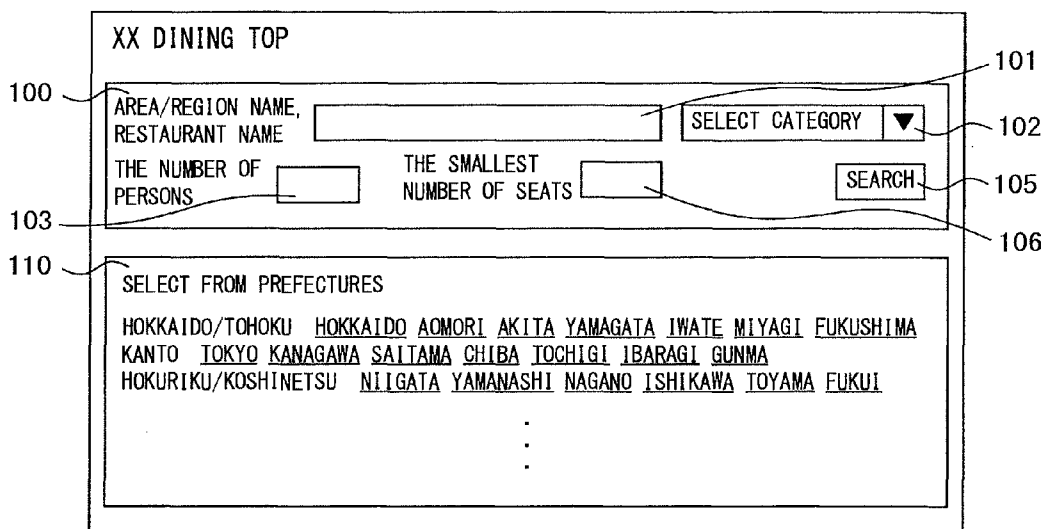 XX DINING TOP
101
100
AREA/REGION NAME,
RESTAURANT NAME
SELECT CATEGORY ▼
102
THE NUMBER OF
PERSONS
THE SMALLEST
NUMBER OF SEATS
SEARCH
105
103
106
110
SELECT FROM PREFECTURES
HOKKAIDO/TOHOKU HOKKAIDO AOMORI AKITA YAMAGATA IWATE MIYAGI FUKUSHIMA
KANTO TOKYO KANAGAWA SAITAMA CHIBA TOCHIGI IBARAGI GUNMA
HOKURIKU/KOSHINETSU NIIGATA YAMANASHI NAGANO ISHIKAWA TOYAMA FUKUI